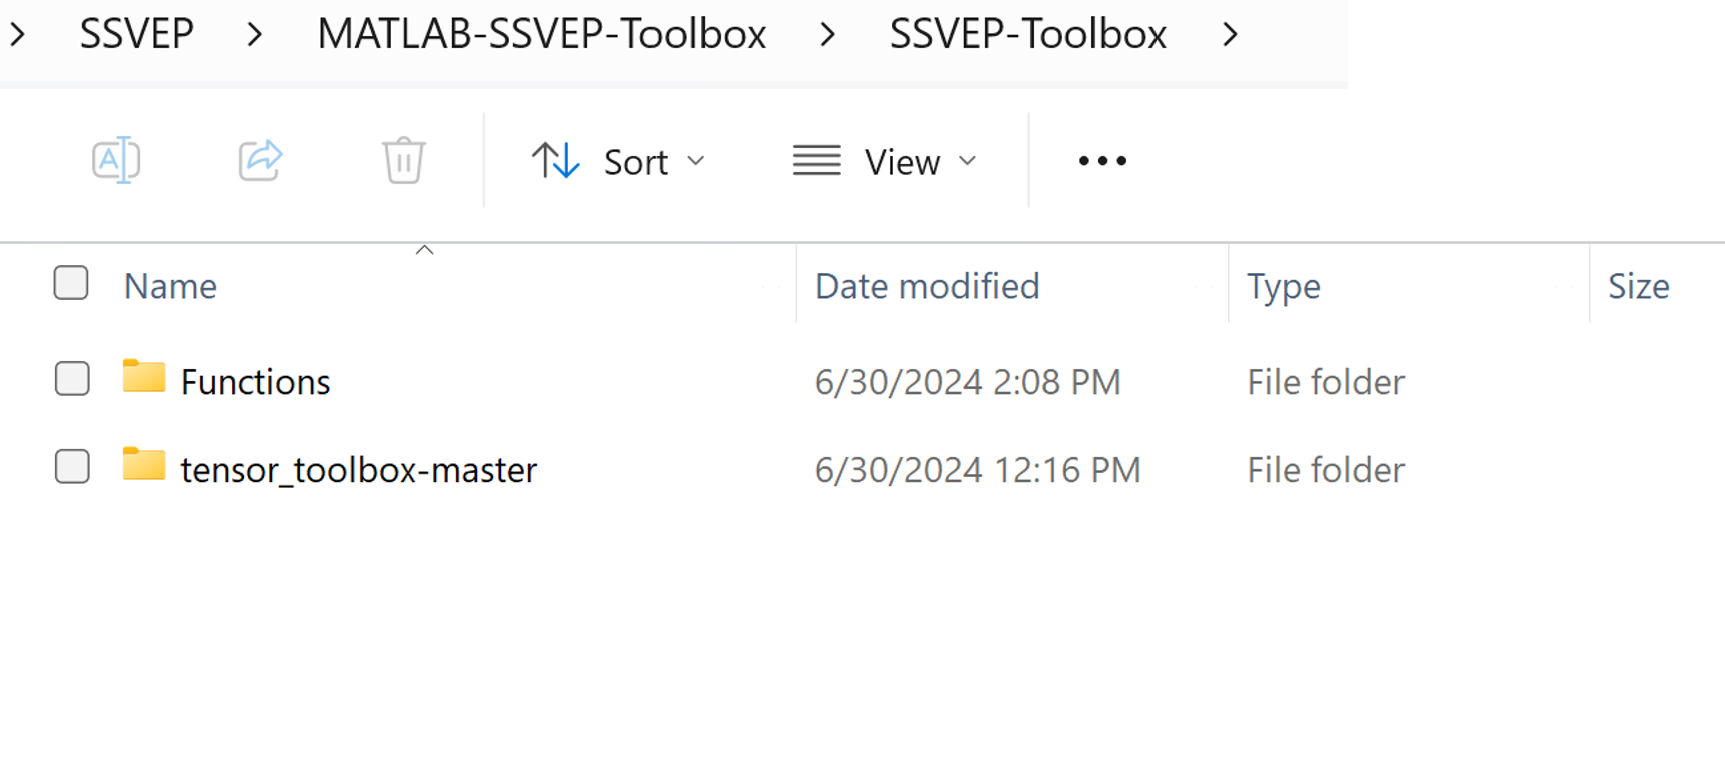 > SSVEP > MATLAB-SSVEP-Toolbox > SSVEP-Toolbox >
A Sort View •••
Name Date modified Type Size
Functions 6/30/2024 2:08 PM File folder
tensor_toolbox-master 6/30/2024 12:16 PM File folder